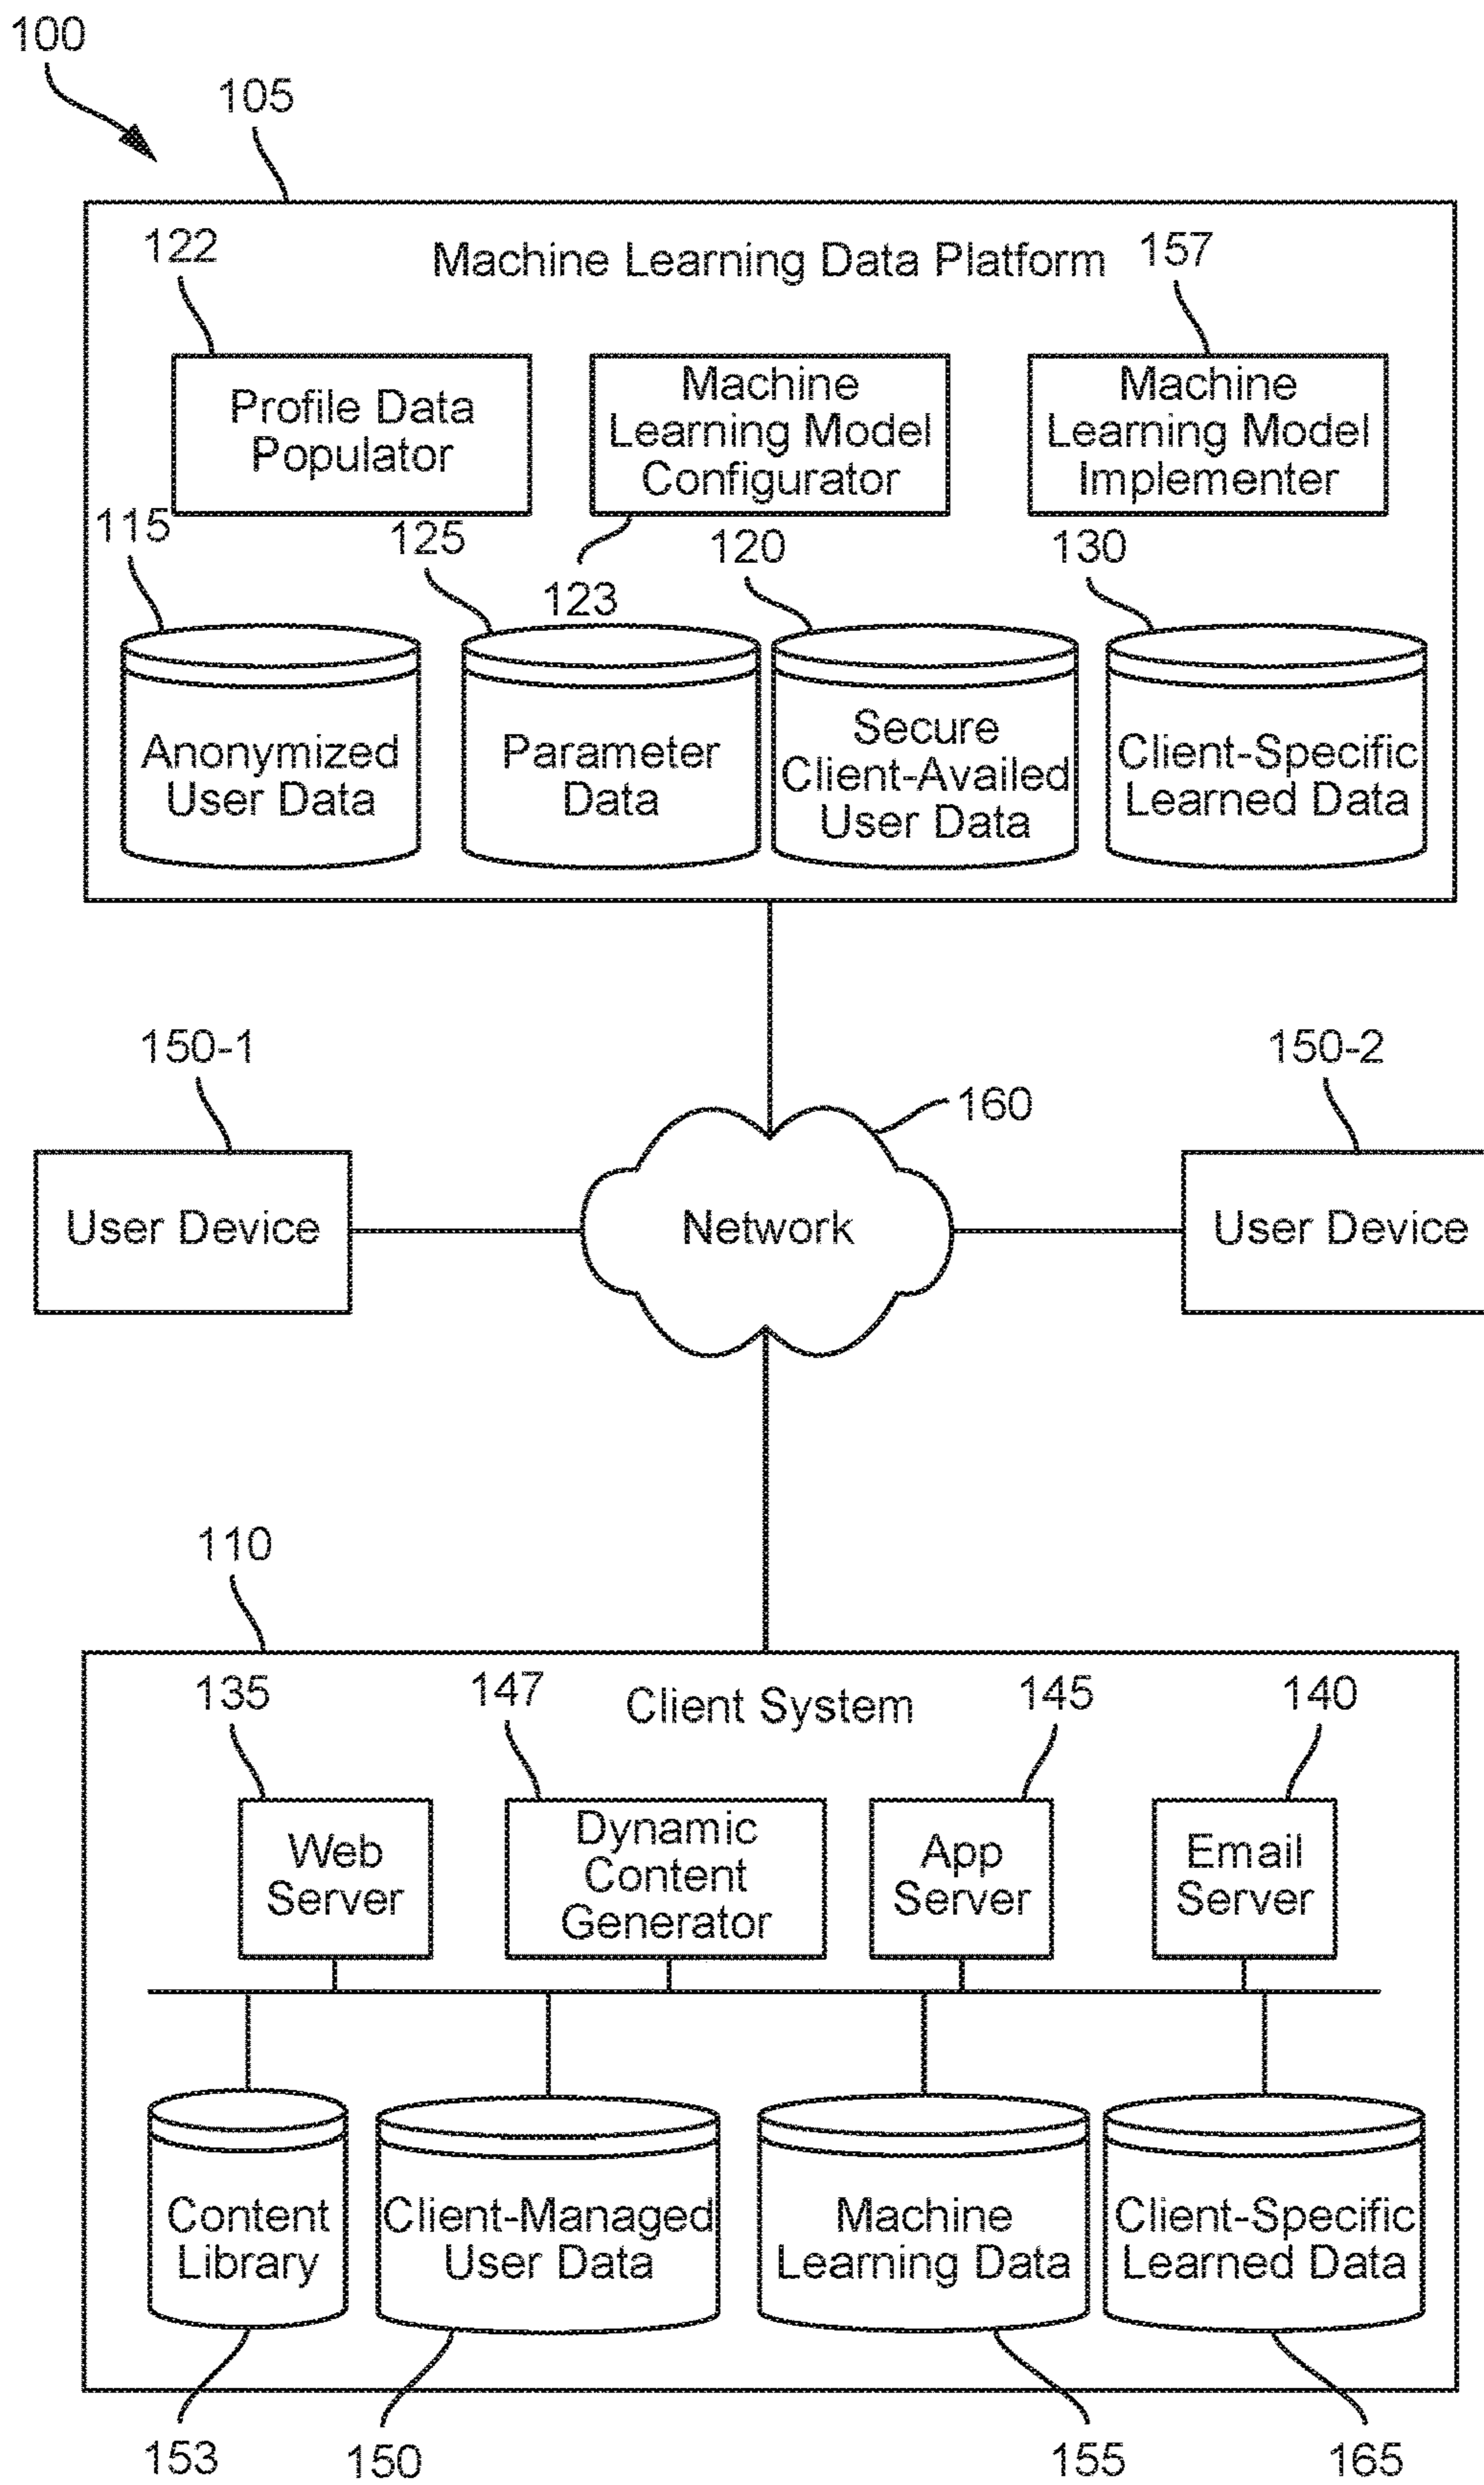 100
105
122
Machine Learning Data Platform
157
Profile Data
Populator
Machine
Learning Model
Configurator
Machine
Learning Model
Implementer
115
125
123
120
130
Anonymized
User Data
Parameter
Data
Secure
Client-Availed
User Data
Client-Specific
Learned Data
150-1
150-2
160
User Device
Network
User Device
110
135
147
Client System
145
140
Web
Server
Dynamic
Content
Generator
App
Server
Email
Server
Content
Library
Client-Managed
User Data
Machine
Learning Data
Client-Specific
Learned Data
153
150
155
165